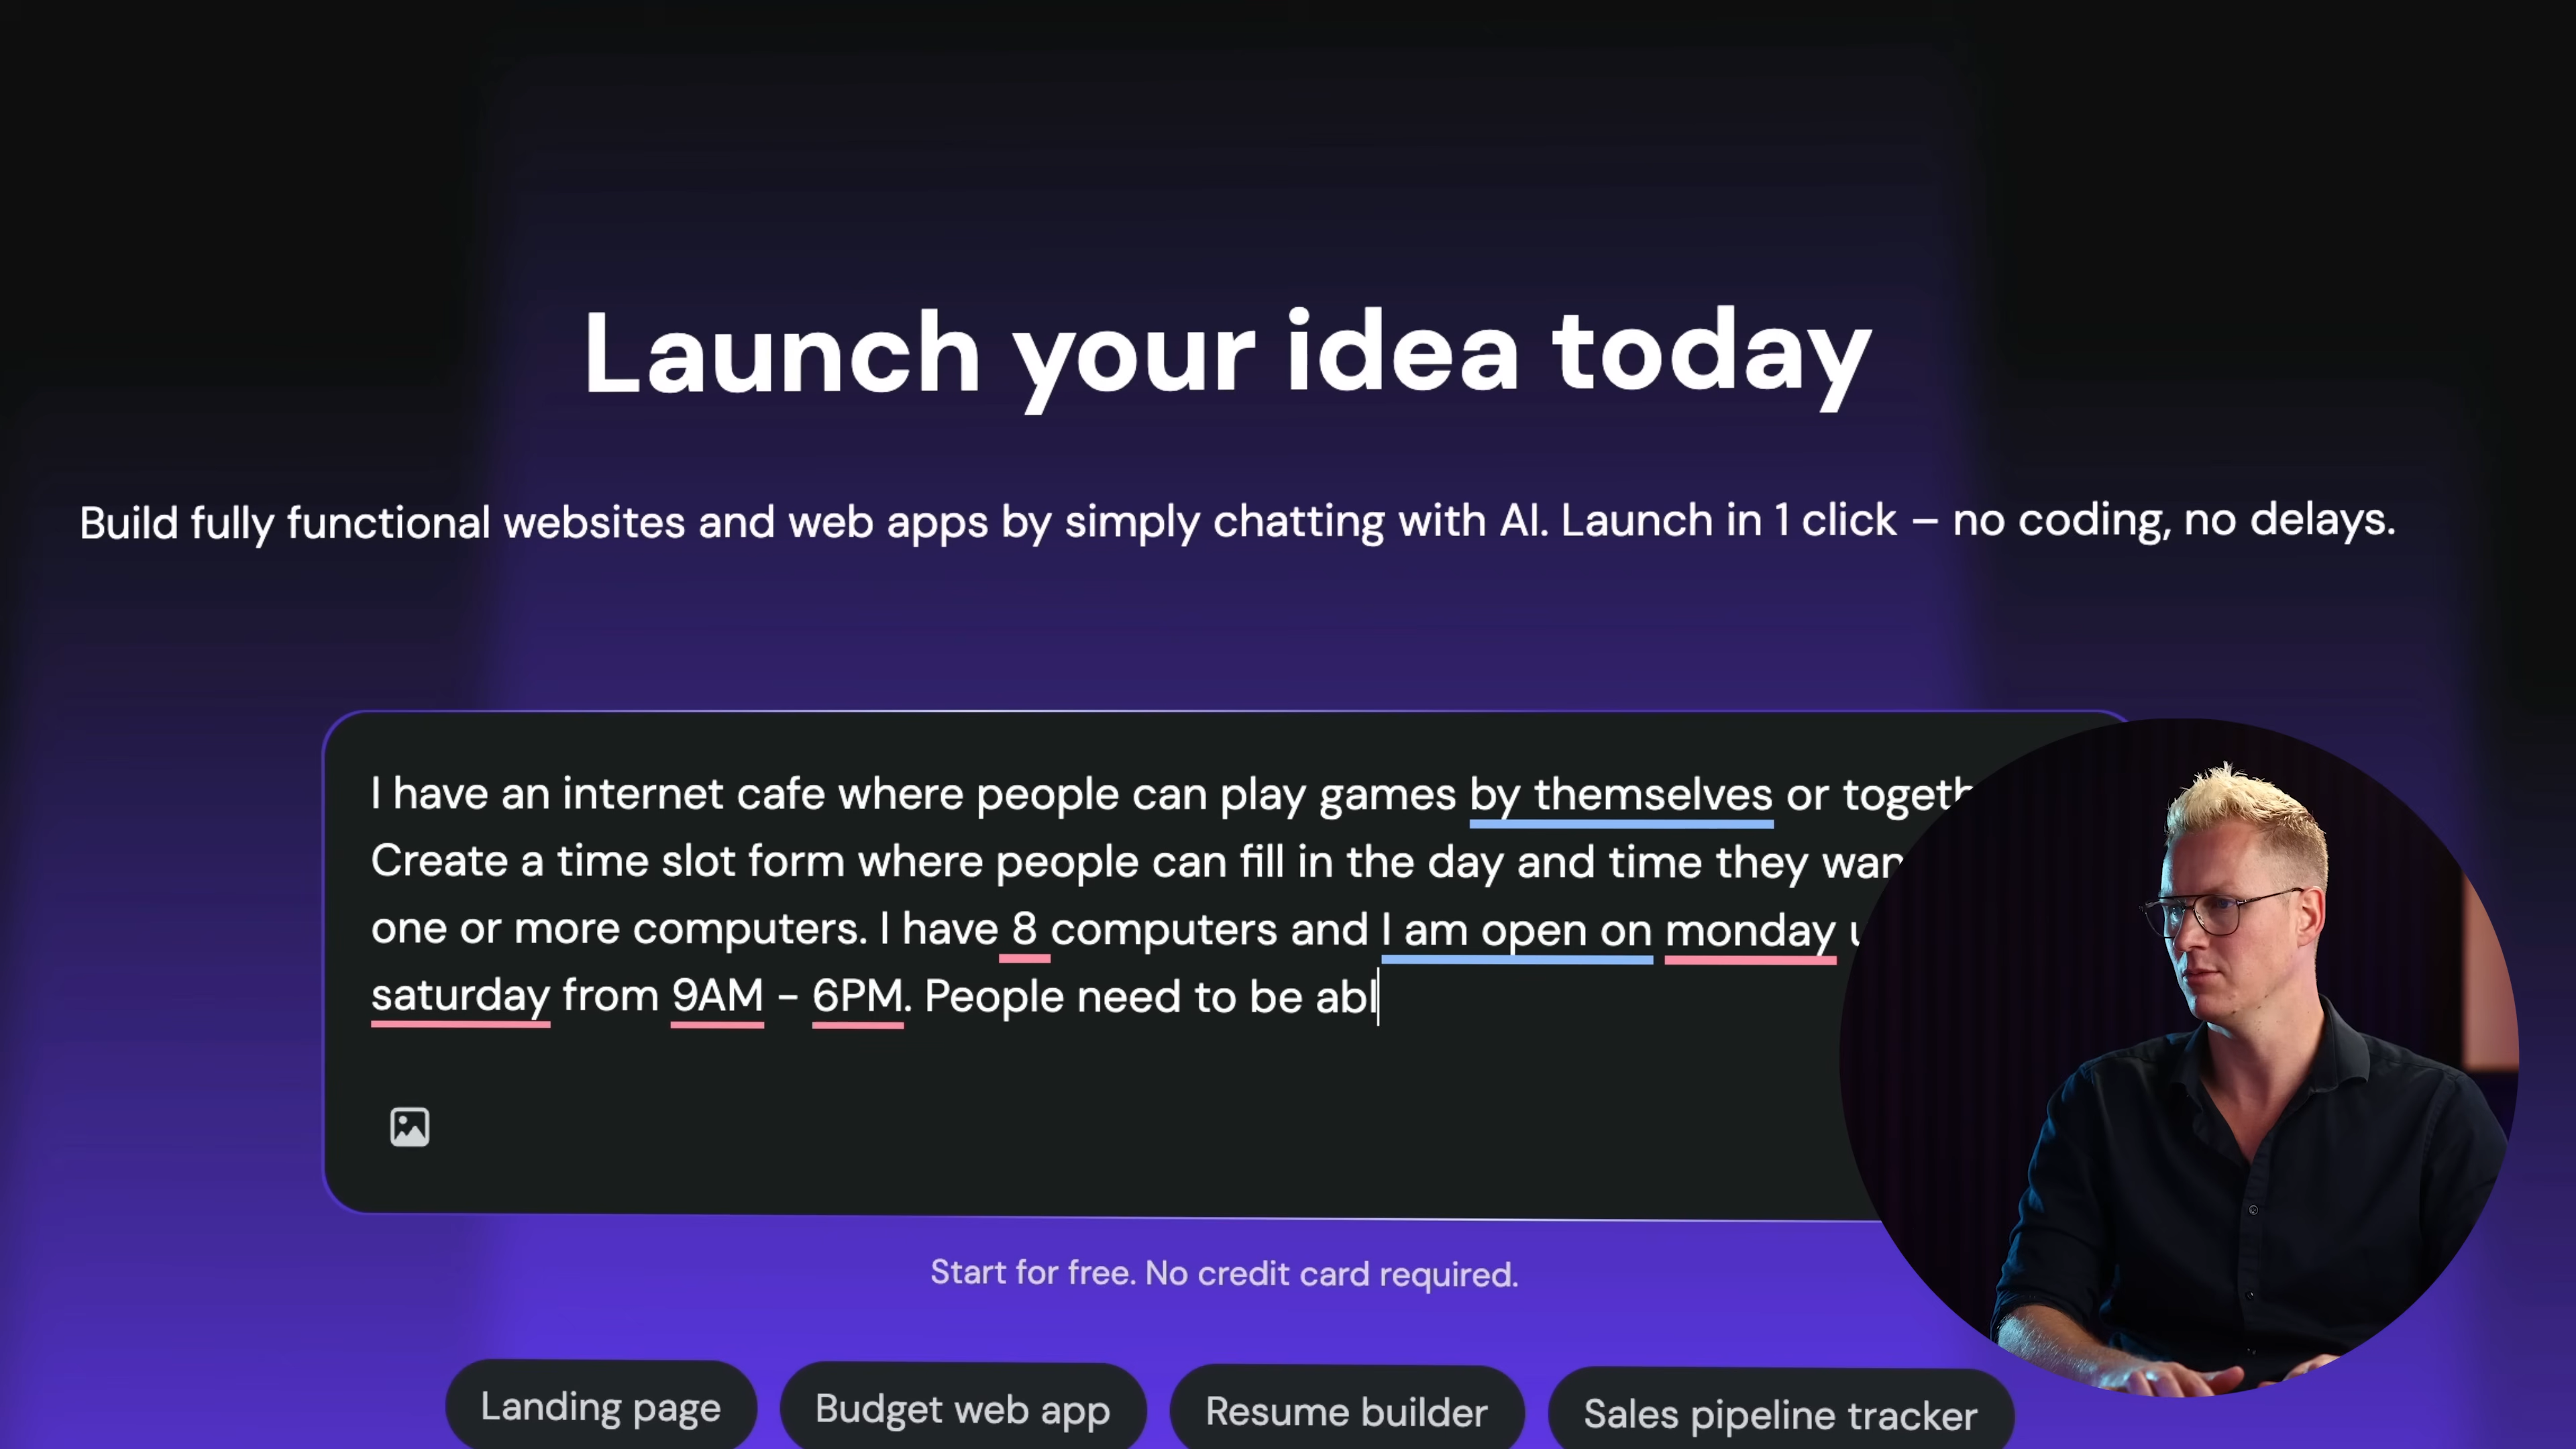 Launch your idea today
Build fully functional websites and web apps by simply chatting with AI. Launch in 1 click – no coding, no delays.
I have an internet cafe where people can play games by themselves or
Create a time slot form where people can fill in the day and time they
one or more computers. I have 8 computers and I am open on monday
saturday from 9AM - 6PM. People need to be abl
Start for free. No credit card required.
Landing page
Budget web app
Resume builder
Sales pipeline tracker